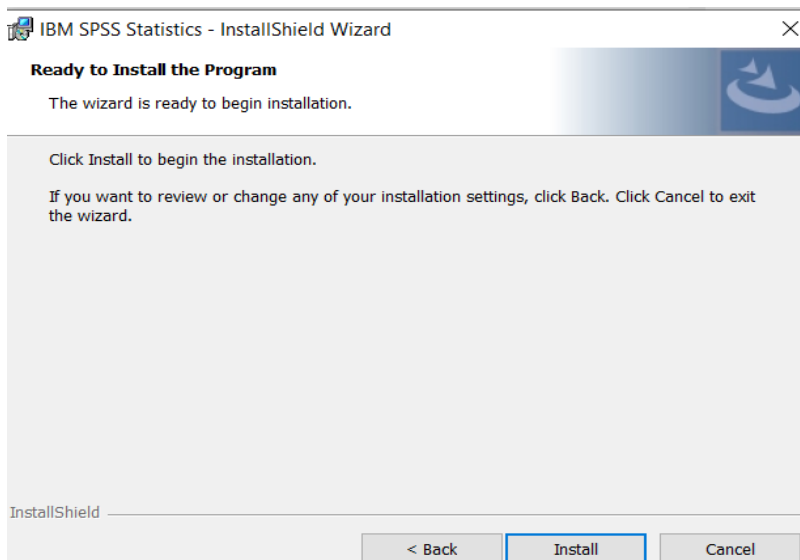 IBM SPSS Statistics - InstallShield Wizard
Ready to Install the Program
The wizard is ready to begin installation.
Click Install to begin the installation.
If you want to review or change any of your installation settings, click Back. Click Cancel to exit
the wizard.
InstallShield
< Back
Install
Cancel